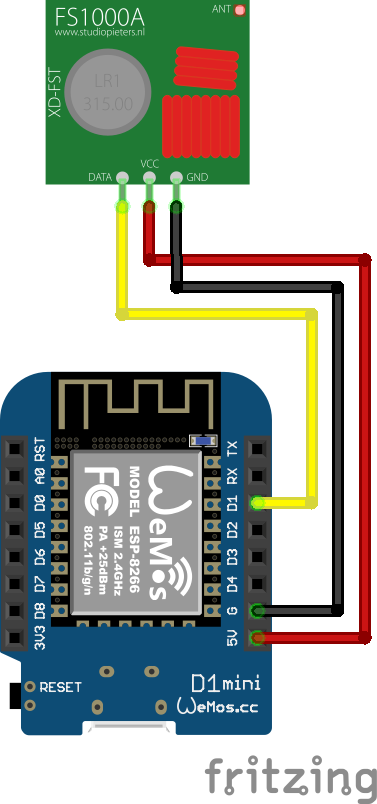 FS1000A
www.studiopieters.nl
ANT
XD-FST
LR1
315.00
VCC
DATA
GND
RST
A0
D0
D5
D6
D7
D8
3V3
TX
RX
D1
D2
D3
D4
G
5V
WeMos
MODEL ESP-8266
ISM 2.4GHz
PA +25dBm
802.11b/g/n
FC
RESET
D1mini
WeMos.cc
fritzing